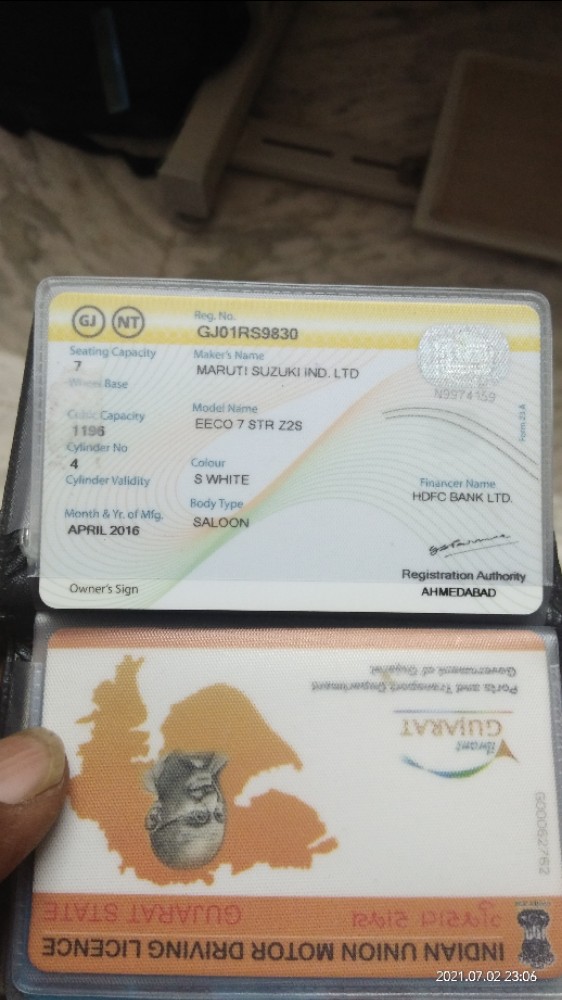 GJ NT
Reg. No.
GJ01RS9830
Seating Capacity
7
Maker's Name
MARUTI SUZUKI IND. LTD
Wheel Base
N9974159
Form 23 A
Cubic Capacity
1196
Model Name
EECO 7 STR Z2S
Cylinder No
4
Colour
S WHITE
Cylinder Validity
Financer Name
HDFC BANK LTD.
Body Type
SALOON
Month & Yr. of Mfg.
APRIL 2016
Registration Authority
AHMEDABAD
Owner's Sign
INDIAN UNION MOTOR DRIVING LICENCE
ગુજરાત રાજ્ય
GUJARAT STATE
G00062762
Vibrant
GUJARAT
Ports and Transport Department
Government of Gujarat
2021.07.02 23:06